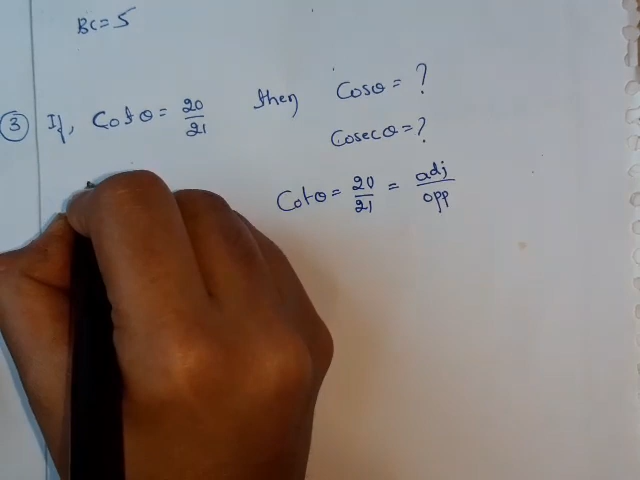 BC=5
③ If, Cotθ = 20/21 then Cosθ = ?
Cosecθ = ?
Cotθ = 20/21 = adj/opp